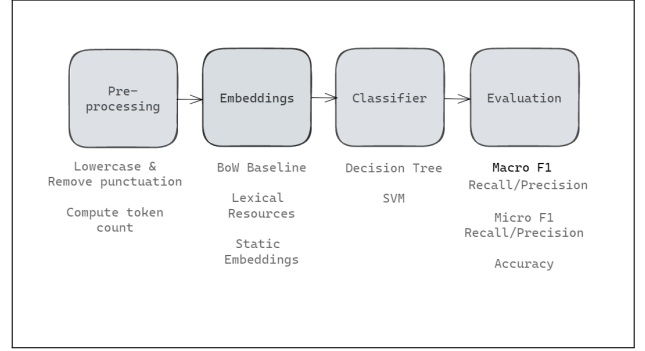 Pre-
processing
Embeddings
Classifier
Evaluation
Lowercase &
Remove punctuation
Compute token
count
BoW Baseline
Lexical
Resources
Static
Embeddings
Decision Tree
SVM
Macro F1
Recall/Precision
Micro F1
Recall/Precision
Accuracy